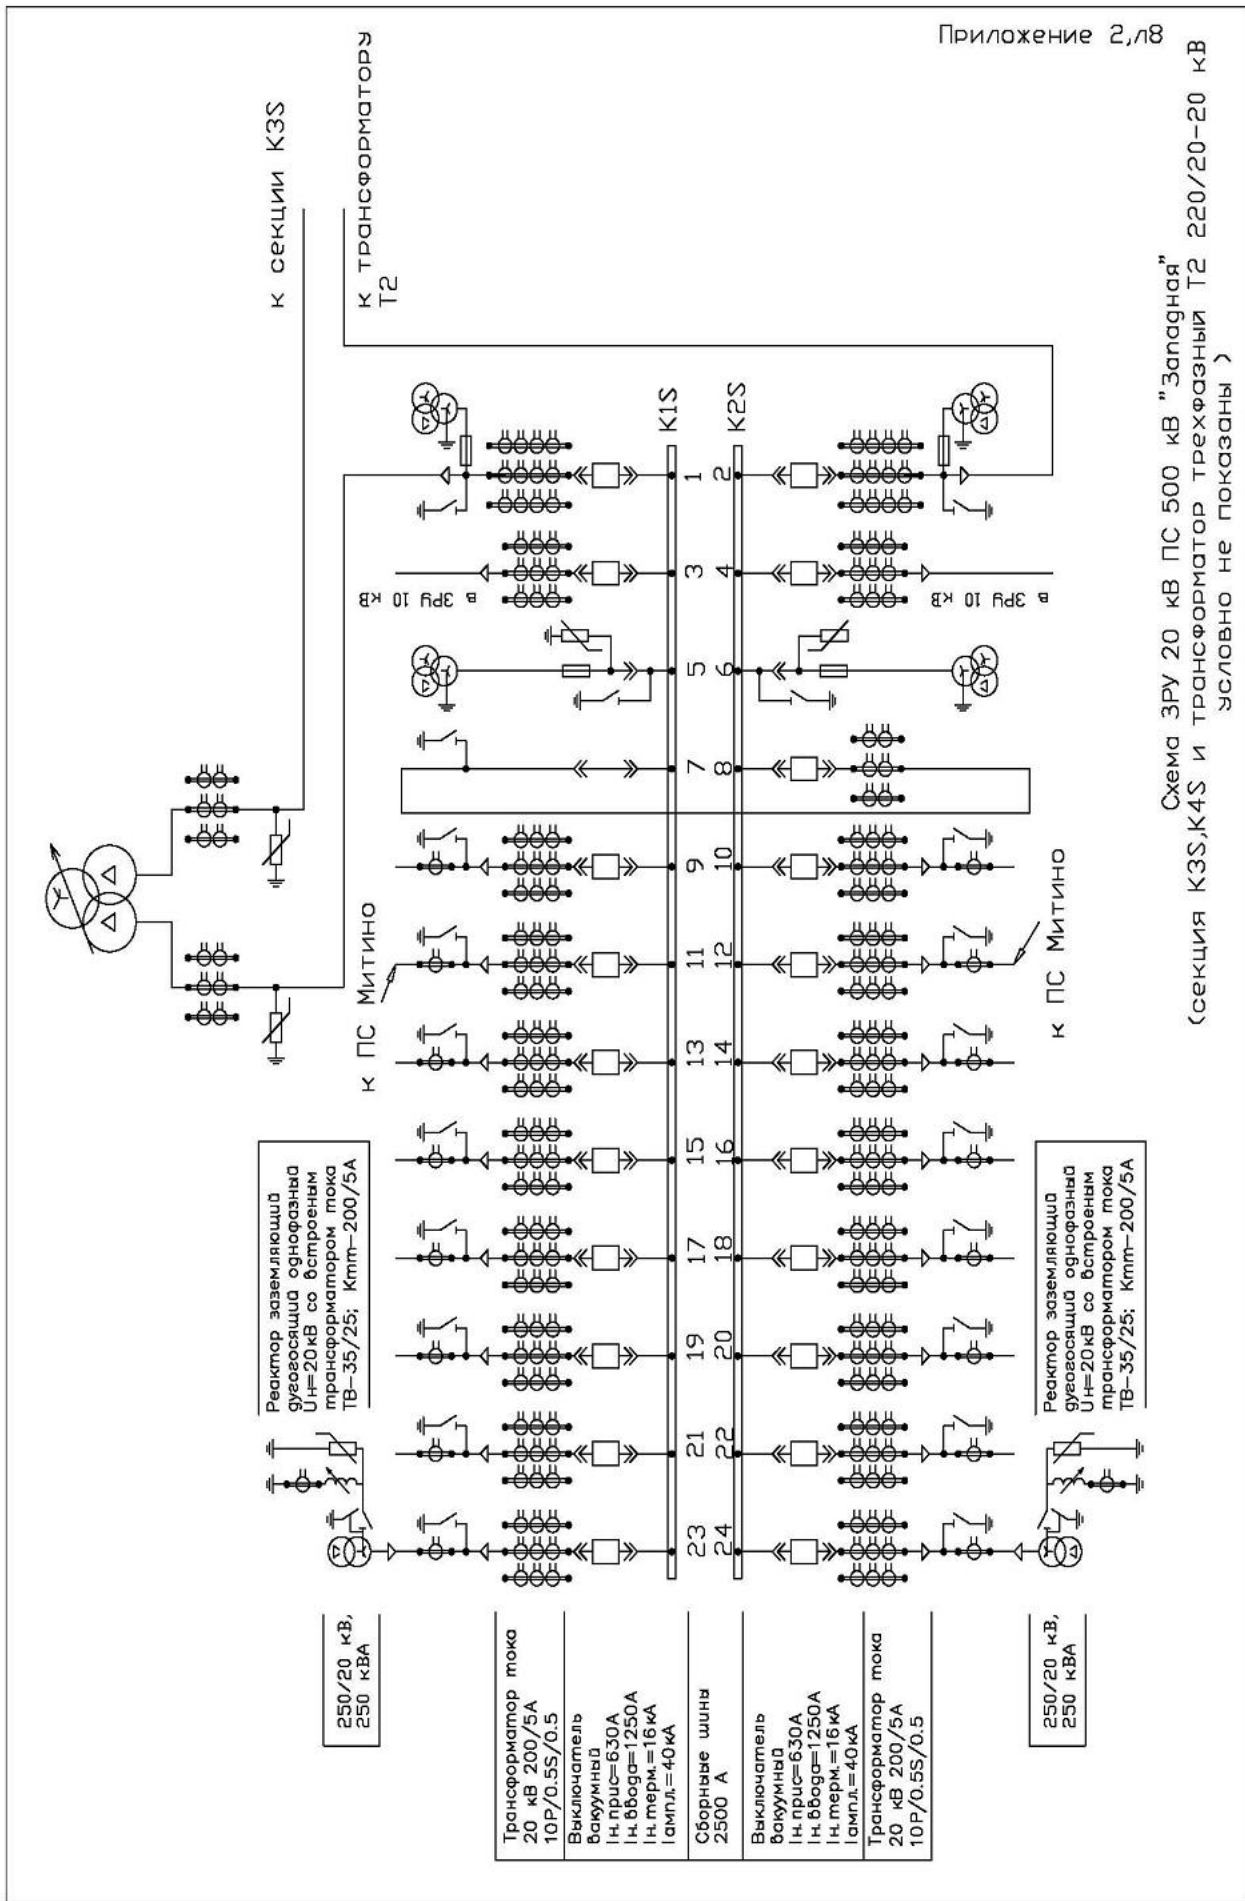 Приложение 2,л8
к секции К3S
к трансформатору
Т2
К1S
К2S
1
2
3
4
5
6
7
8
9
10
11
12
13
14
15
16
17
18
19
20
21
22
23
24
в ЗРУ 10 кВ
в ЗРУ 10 кВ
к ПС Митино
к ПС Митино
Реактор заземляющий
дугогосящий однофазный
Uн=20кВ со встроеным
трансформатором тока
ТВ-35/25; Kтт-200/5А
Реактор заземляющий
дугогосящий однофазный
Uн=20кВ со встроеным
трансформатором тока
ТВ-35/25; Kтт-200/5А
250/20 кВ,
250 кВА
250/20 кВ,
250 кВА
Трансформатор тока
20 кВ 200/5А
10Р/0.5S/0.5
Выключатель
вакуумный
Iн.прис=630А
Iн.ввода=1250А
Iн.терм.=16кА
Iампл.=40кА
Сборные шины
2500 А
Выключатель
вакуумный
Iн.прис=630А
Iн.ввода=1250А
Iн.терм.=16кА
Iампл.=40кА
Трансформатор тока
20 кВ 200/5А
10Р/0.5S/0.5
Схема ЗРУ 20 кВ ПС 500 кВ "Западная"
(секция К3S,К4S и трансформатор трехфазный Т2 220/20-20 кВ
условно не показаны )